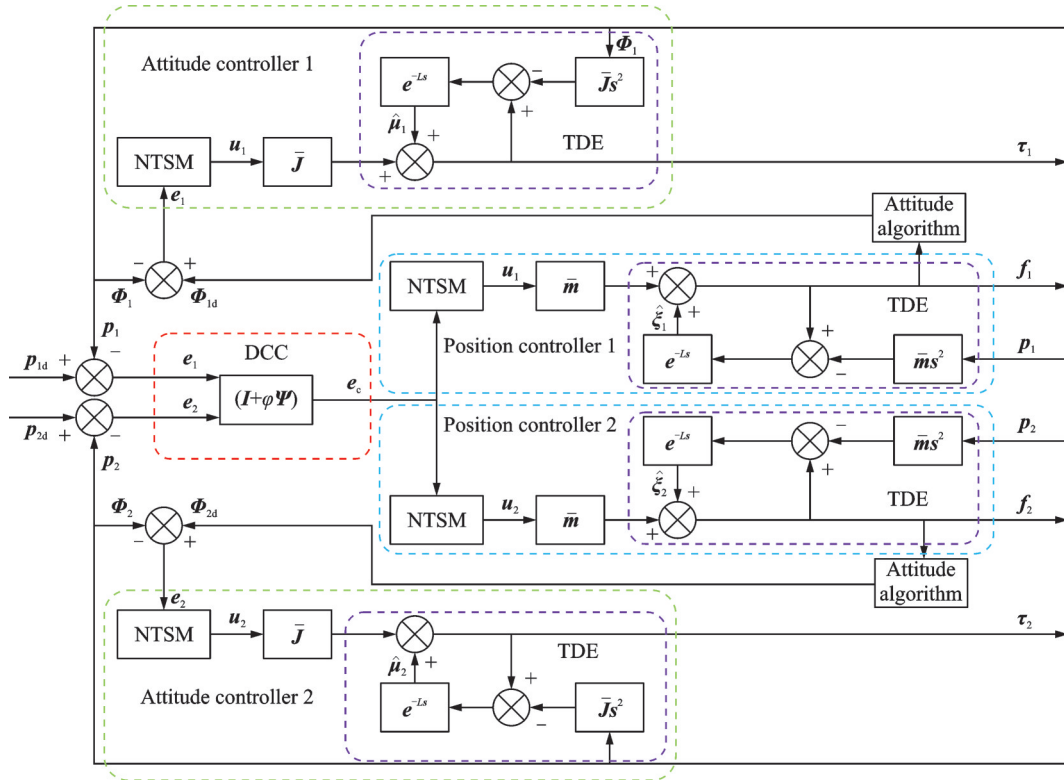 Φ₁
Attitude controller 1
e⁻ᴸˢ
−
J̄s²
+
μ̂₁
+
TDE
NTSM
u₁
J̄
+
τ₁
e₁
Attitude algorithm
−
+
Φ₁
Φ₁d
NTSM
u₁
m̄
+
TDE
f₁
p₁
ξ̂₁
+
DCC
Position controller 1
e⁻ᴸˢ
+
−
m̄s²
p₁
p₁d
+
−
e₁
(I+φΨ)
e_c
p₂d
+
−
e₂
Position controller 2
p₂
e⁻ᴸˢ
−
+
m̄s²
p₂
ξ̂₂
+
TDE
Φ₂
Φ₂d
NTSM
u₂
m̄
+
f₂
−
+
Attitude algorithm
e₂
NTSM
u₂
J̄
TDE
τ₂
μ̂₂
+
Attitude controller 2
e⁻ᴸˢ
+
−
J̄s²